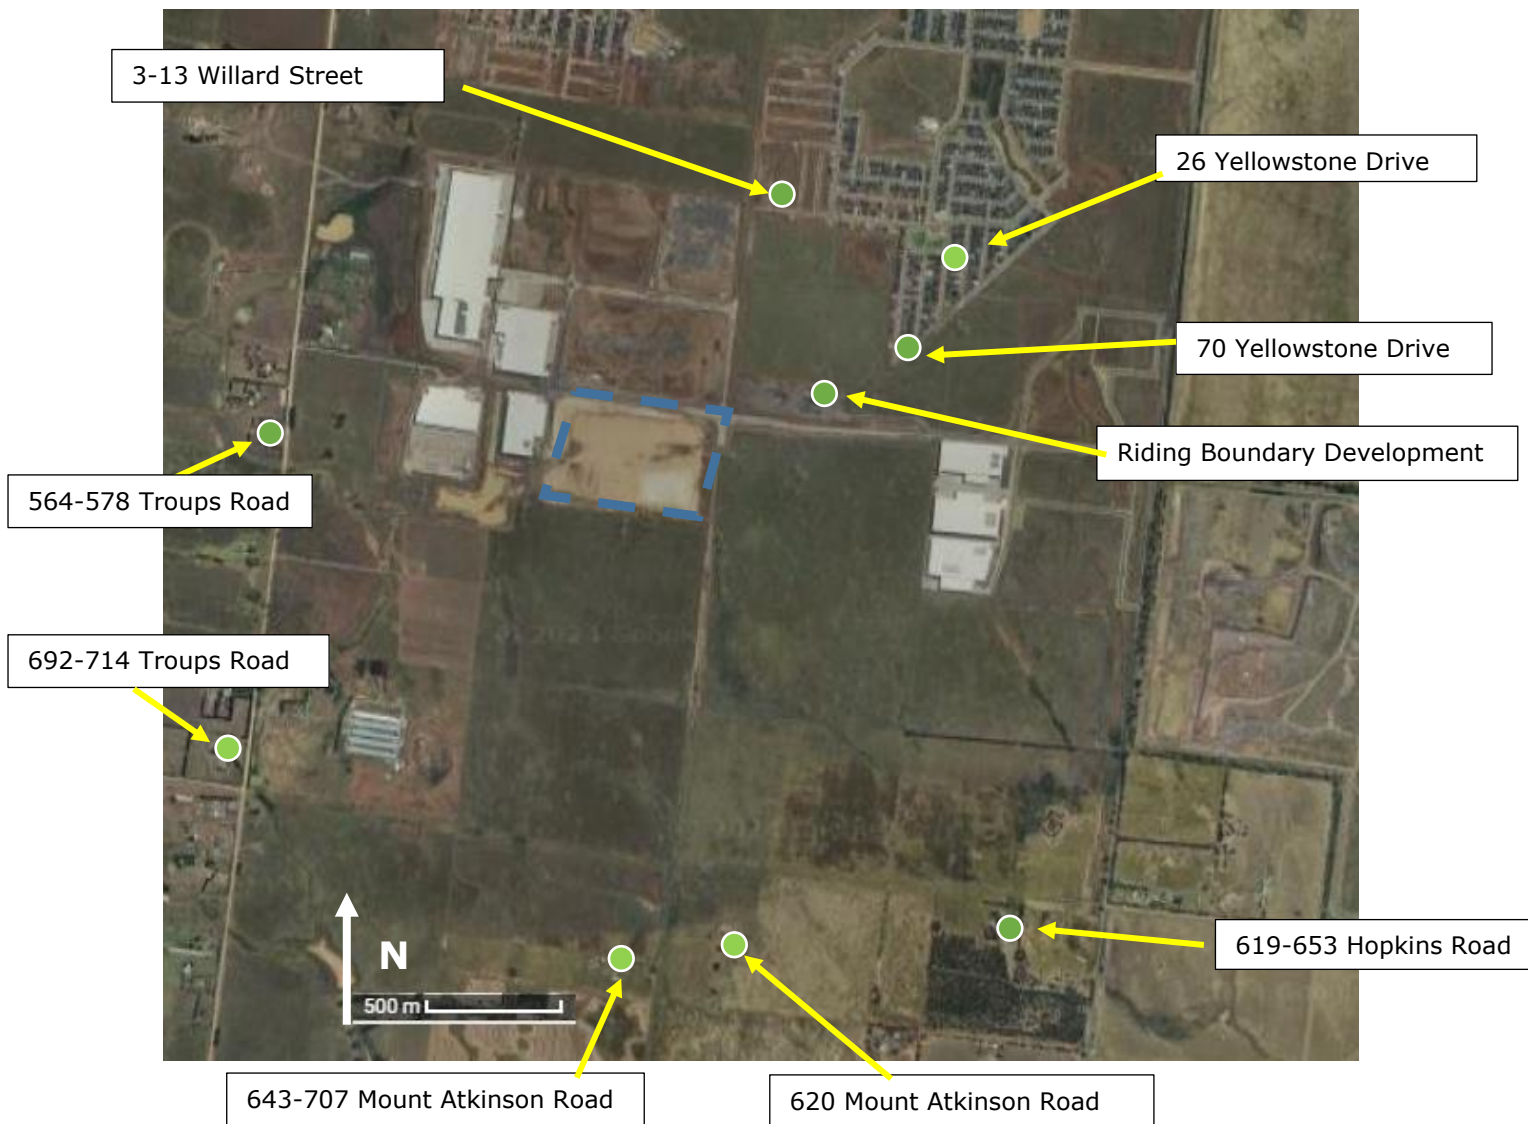 3-13 Willard Street
26 Yellowstone Drive
70 Yellowstone Drive
Riding Boundary Development
564-578 Troups Road
692-714 Troups Road
N
500 m
619-653 Hopkins Road
643-707 Mount Atkinson Road
620 Mount Atkinson Road